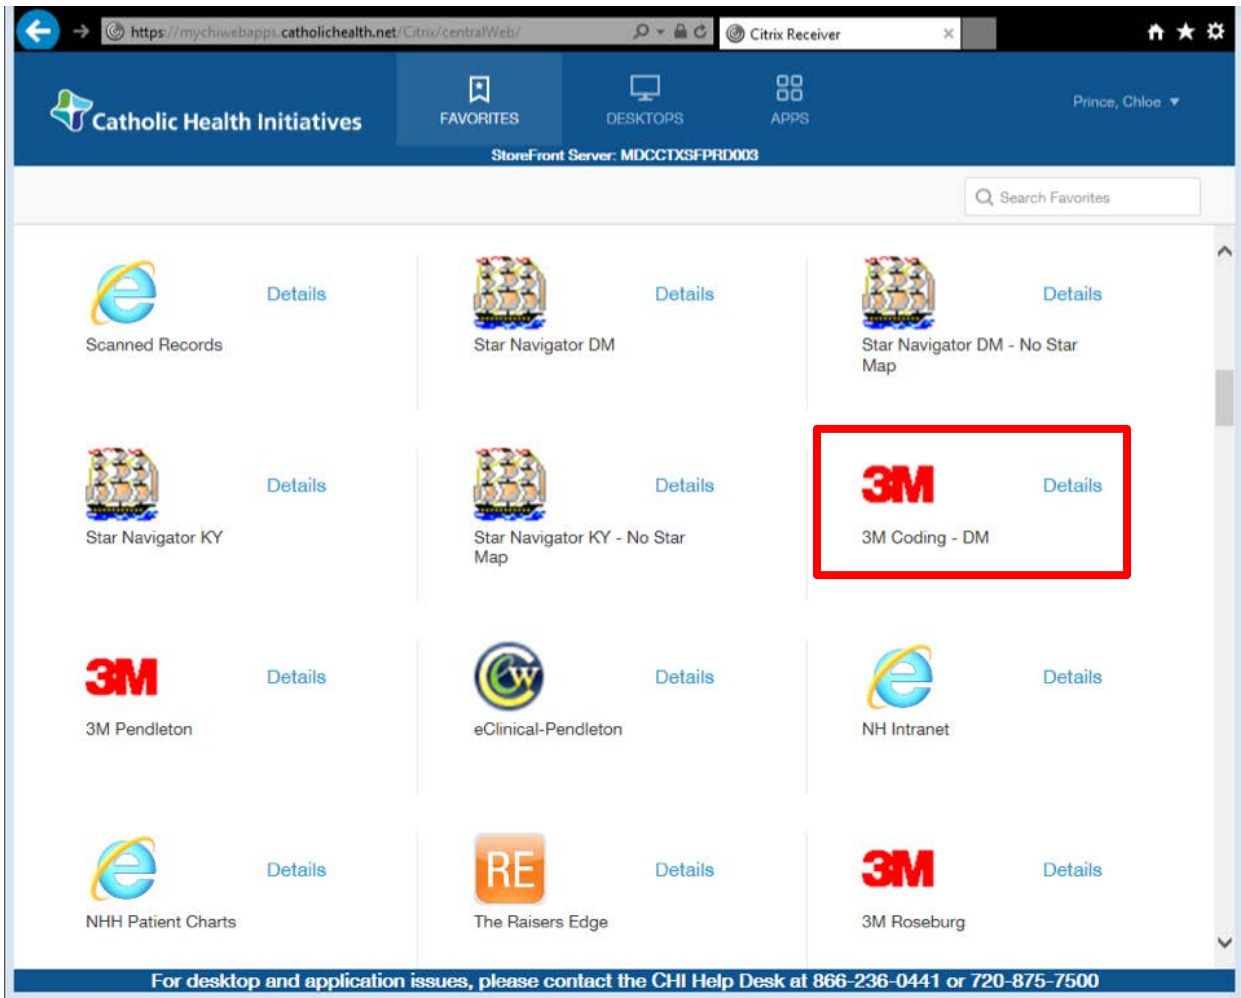 https://mychiwebapps.catholichealth.net/Citrix/centralWeb/
Citrix Receiver
Catholic Health Initiatives
FAVORITES
DESKTOPS
APPS
Prince, Chloe
StoreFront Server: MDCCTXSFPRD003
Search Favorites
Details
Details
Details
Scanned Records
Star Navigator DM
Star Navigator DM - No Star
Map
3M
Details
Details
Details
Star Navigator KY
Star Navigator KY - No Star
Map
3M Coding - DM
3M
Details
eCw
Details
Details
3M Pendleton
eClinical-Pendleton
NH Intranet
Details
RE
Details
3M
Details
NHH Patient Charts
The Raisers Edge
3M Roseburg
For desktop and application issues, please contact the CHI Help Desk at 866-236-0441 or 720-875-7500